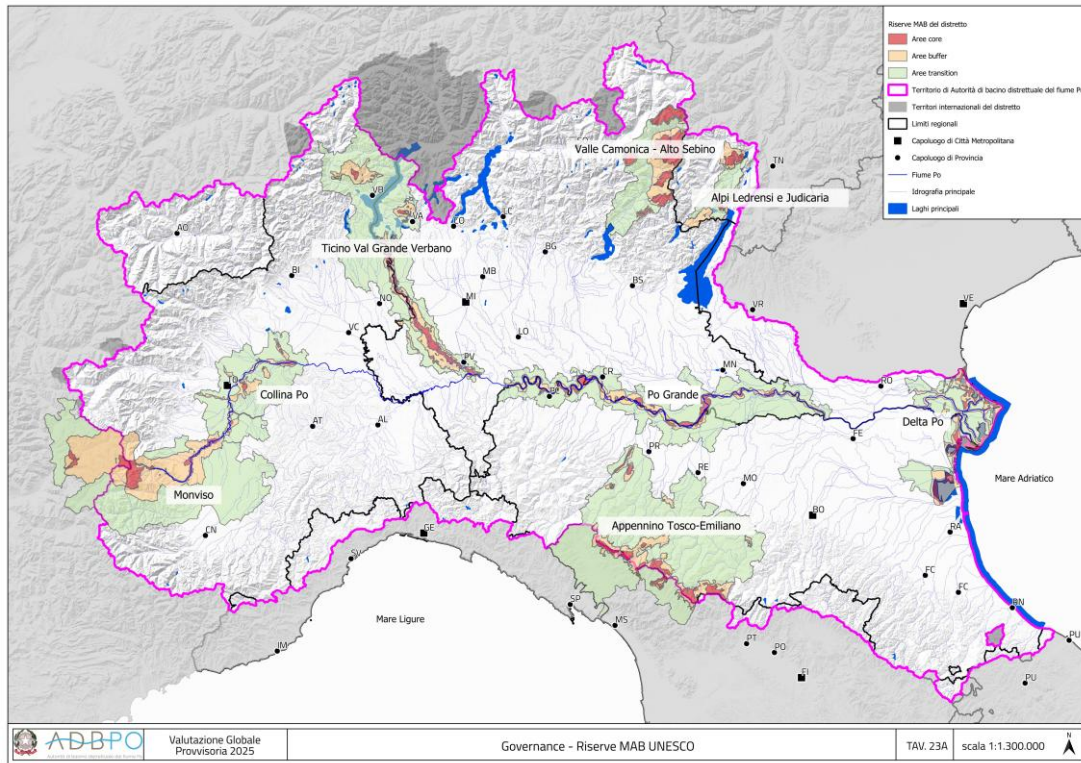 Riserve MAB del distretto
Aree core
Aree buffer
Aree transition
Territorio di Autorità di bacino distrettuale del fiume Po
Territori internazionali del distretto
Limiti regionali
Capoluogo di Città Metropolitana
Capoluogo di Provincia
Fiume Po
Idrografia principale
Laghi principali
Valle Camonica - Alto Sebino
TN
Alpi Ledrensi e Judicaria
VB
VA
CO
LC
AO
Ticino Val Grande Verbano
BG
BI
MB
BS
MI
NO
VR
VE
VC
LO
PV
MN
TO
CR
RO
Collina Po
Po Grande
Delta Po
AT
AL
FE
PR
RE
MO
Mare Adriatico
Monviso
BO
Appennino Tosco-Emiliano
CN
GE
RA
SV
FC
FC
SP
RN
Mare Ligure
MS
IM
PT
PO
PU
FI
PU
ADBPO
Valutazione Globale
Provvisoria 2025
Governance - Riserve MAB UNESCO
TAV. 23A
scala 1:1.300.000
N